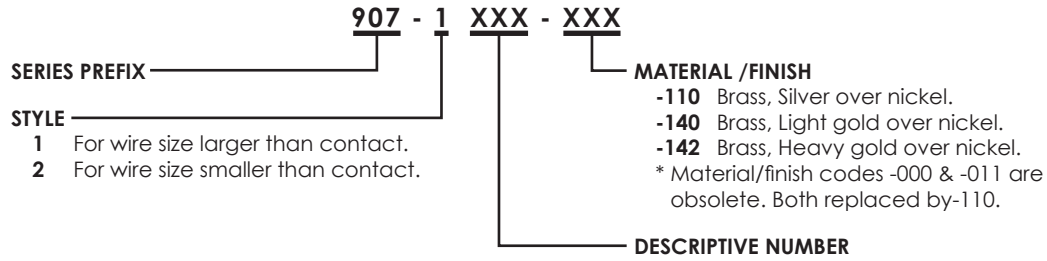 907 - 1 XXX - XXX
SERIES PREFIX
STYLE
1 For wire size larger than contact.
2 For wire size smaller than contact.
MATERIAL /FINISH
-110 Brass, Silver over nickel.
-140 Brass, Light gold over nickel.
-142 Brass, Heavy gold over nickel.
* Material/finish codes -000 & -011 are
obsolete. Both replaced by-110.
DESCRIPTIVE NUMBER